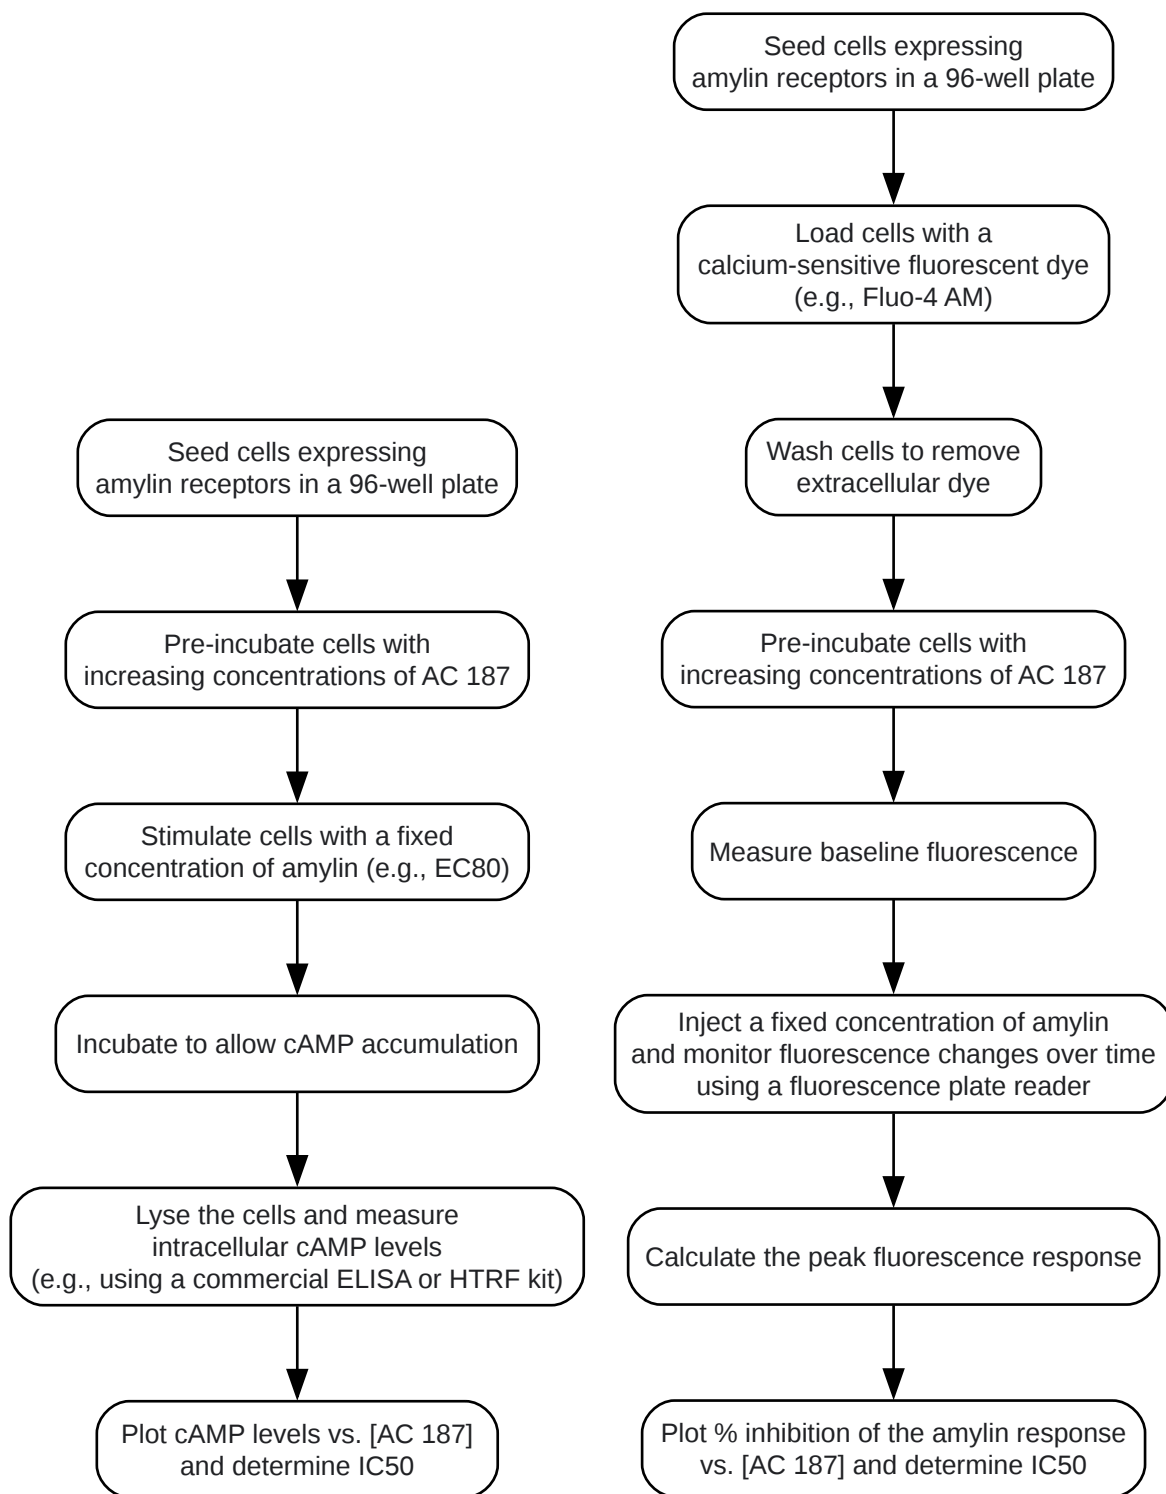 Seed cells expressing
amylin receptors in a 96-well plate
Pre-incubate cells with
increasing concentrations of AC 187
Stimulate cells with a fixed
concentration of amylin (e.g., EC80)
Incubate to allow cAMP accumulation
Lyse the cells and measure
intracellular cAMP levels
(e.g., using a commercial ELISA or HTRF kit)
Plot cAMP levels vs. [AC 187]
and determine IC50
Seed cells expressing
amylin receptors in a 96-well plate
Load cells with a
calcium-sensitive fluorescent dye
(e.g., Fluo-4 AM)
Wash cells to remove
extracellular dye
Pre-incubate cells with
increasing concentrations of AC 187
Measure baseline fluorescence
Inject a fixed concentration of amylin
and monitor fluorescence changes over time
using a fluorescence plate reader
Calculate the peak fluorescence response
Plot % inhibition of the amylin response
vs. [AC 187] and determine IC50